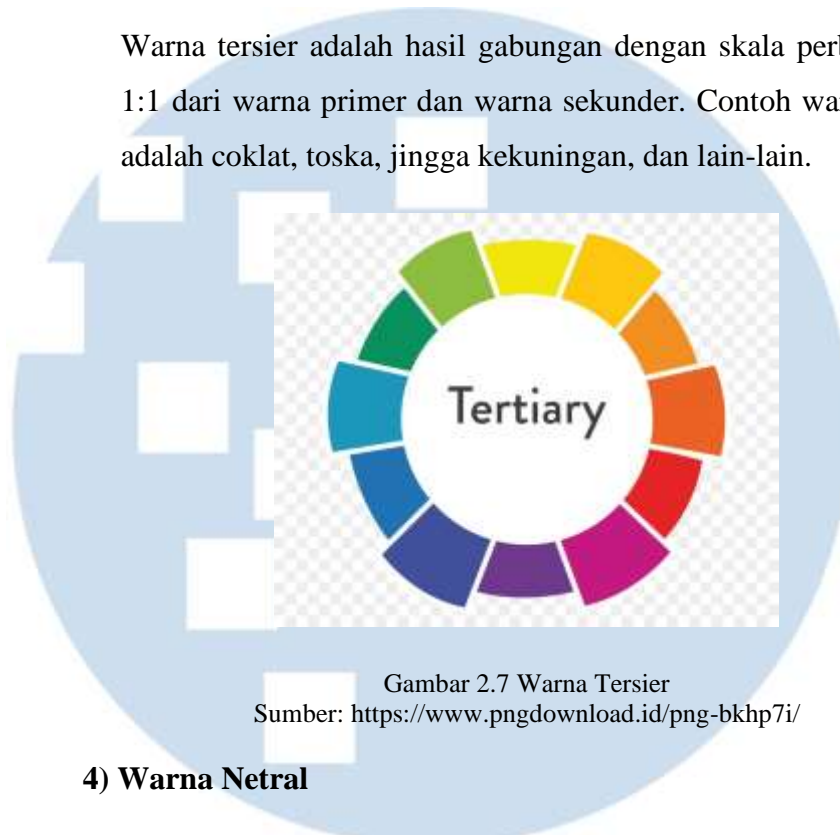 Warna tersier adalah hasil gabungan dengan skala
1:1 dari warna primer dan warna sekunder. Contoh
adalah coklat, toska, jingga kekuningan, dan lain-lain.
Tertiary
Gambar 2.7 Warna Tersier
Sumber: https://www.pngdownload.id/png-bkhp7i/
4) Warna Netral